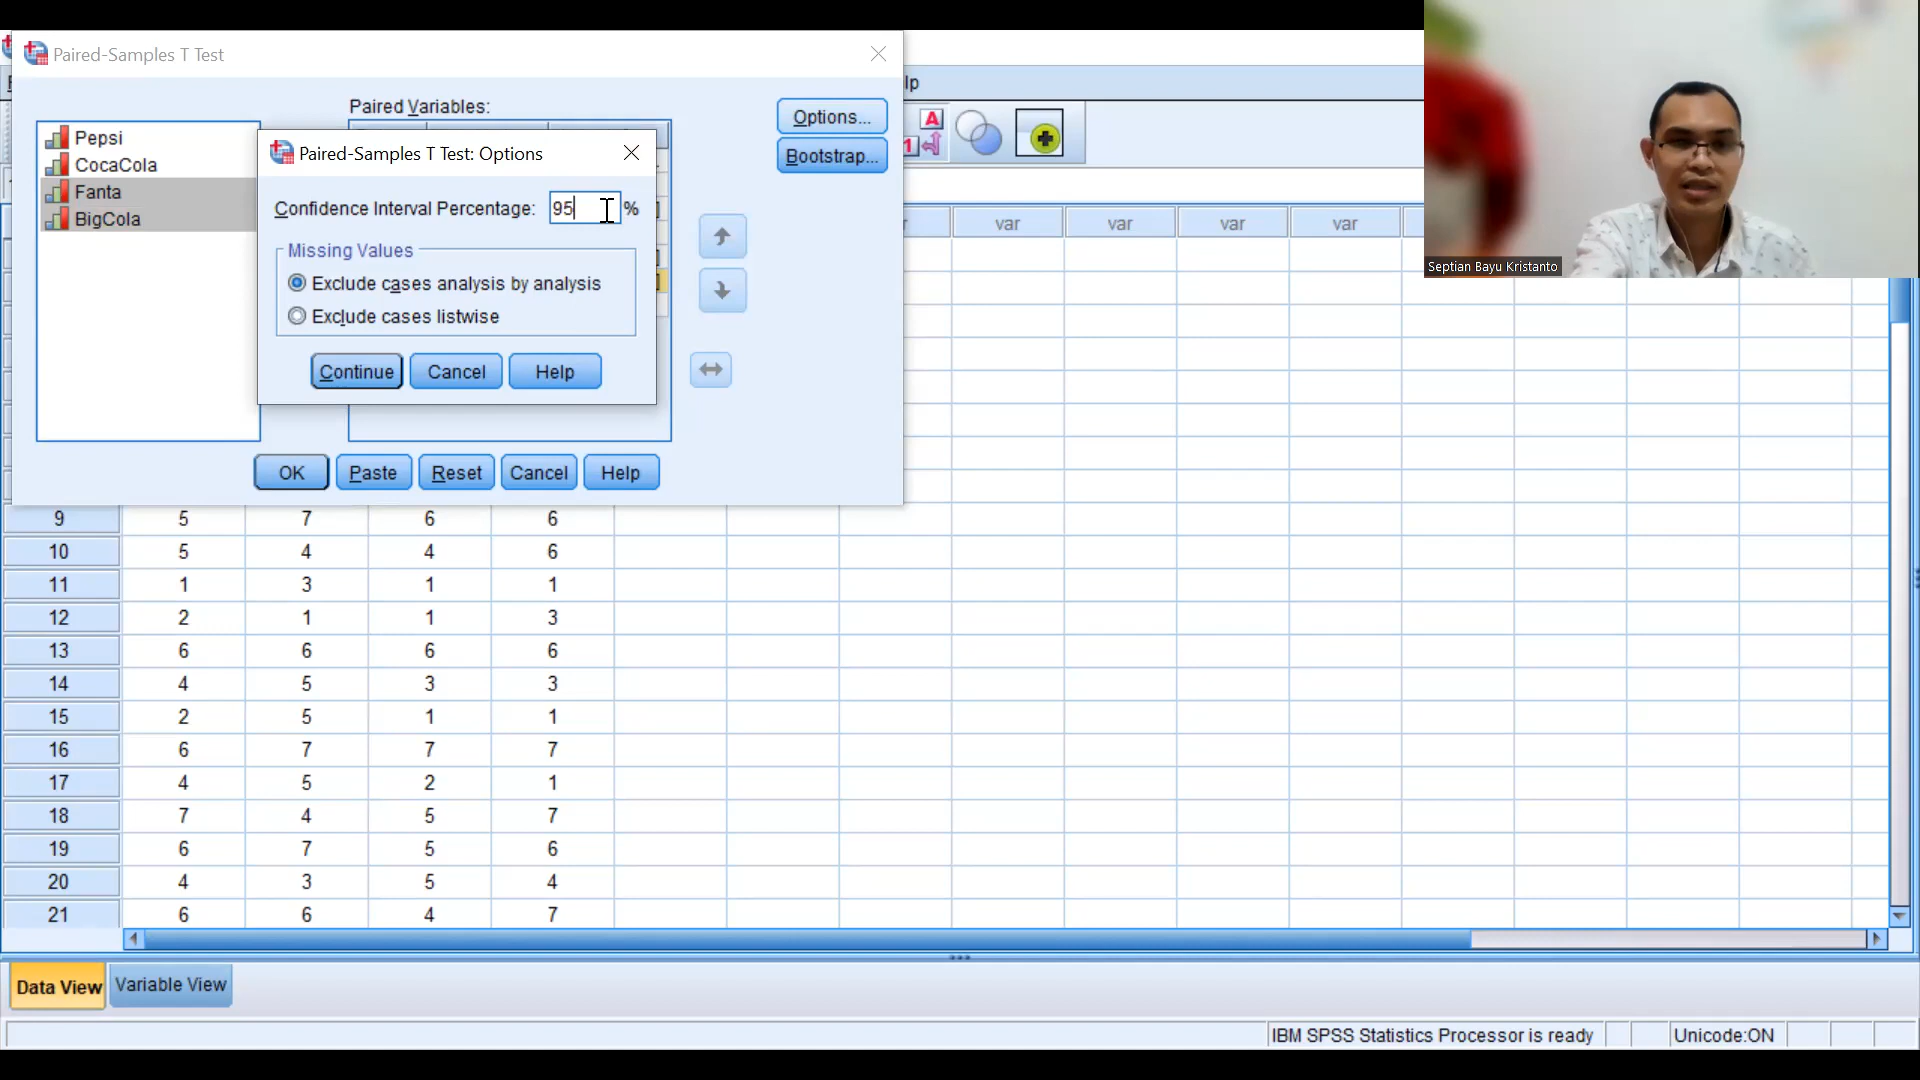 Paired-Samples T Test
lp
Paired Variables:
Options...
Bootstrap...
Pepsi
CocaCola
Fanta
BigCola
Paired-Samples T Test: Options
Confidence Interval Percentage: 95 %
Missing Values
Exclude cases analysis by analysis
Exclude cases listwise
Continue Cancel Help
OK Paste Reset Cancel Help
A
1
var var var var
Septian Bayu Kristanto
9 5 7 6 6
10 5 4 4 6
11 1 3 1 1
12 2 1 1 3
13 6 6 6 6
14 4 5 3 3
15 2 5 1 1
16 6 7 7 7
17 4 5 2 1
18 7 4 5 7
19 6 7 5 6
20 4 3 5 4
21 6 6 4 7
Data View Variable View
IBM SPSS Statistics Processor is ready Unicode:ON